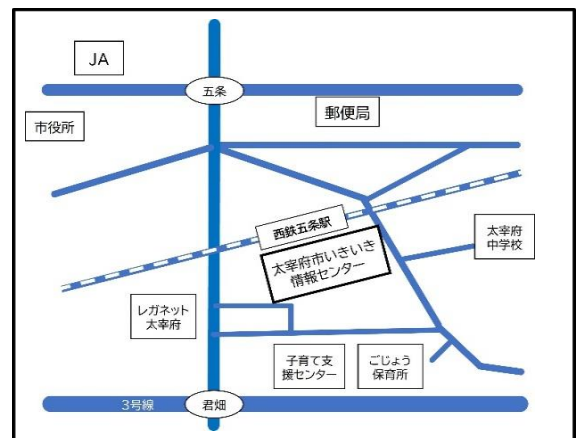 JA
五条
郵便局
市役所
西鉄五条駅
太宰府
中学校
太宰府市いきいき
情報センター
レガネット
太宰府
子育て支
援センター
ごじょう
保育所
3号線
君畑